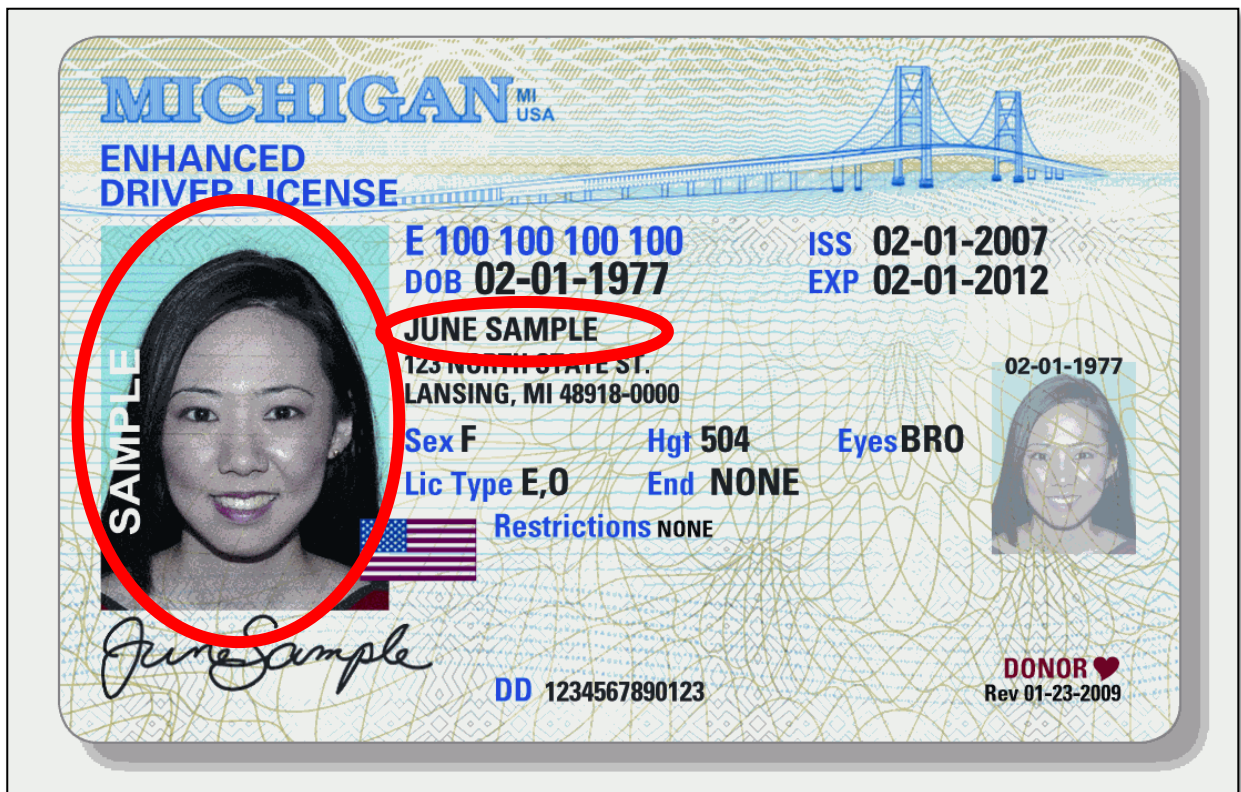 MICHIGAN MI
USA
ENHANCED
DRIVER LICENSE
E 100 100 100 100
ISS 02-01-2007
DOB 02-01-1977
EXP 02-01-2012
JUNE SAMPLE
123 NORTH STATE ST.
LANSING, MI 48918-0000
02-01-1977
Sex F Hgt 504 Eyes BRO
Lic Type E,O End NONE
Restrictions NONE
SAMPLE
June Sample
DD 1234567890123
DONOR
Rev 01-23-2009